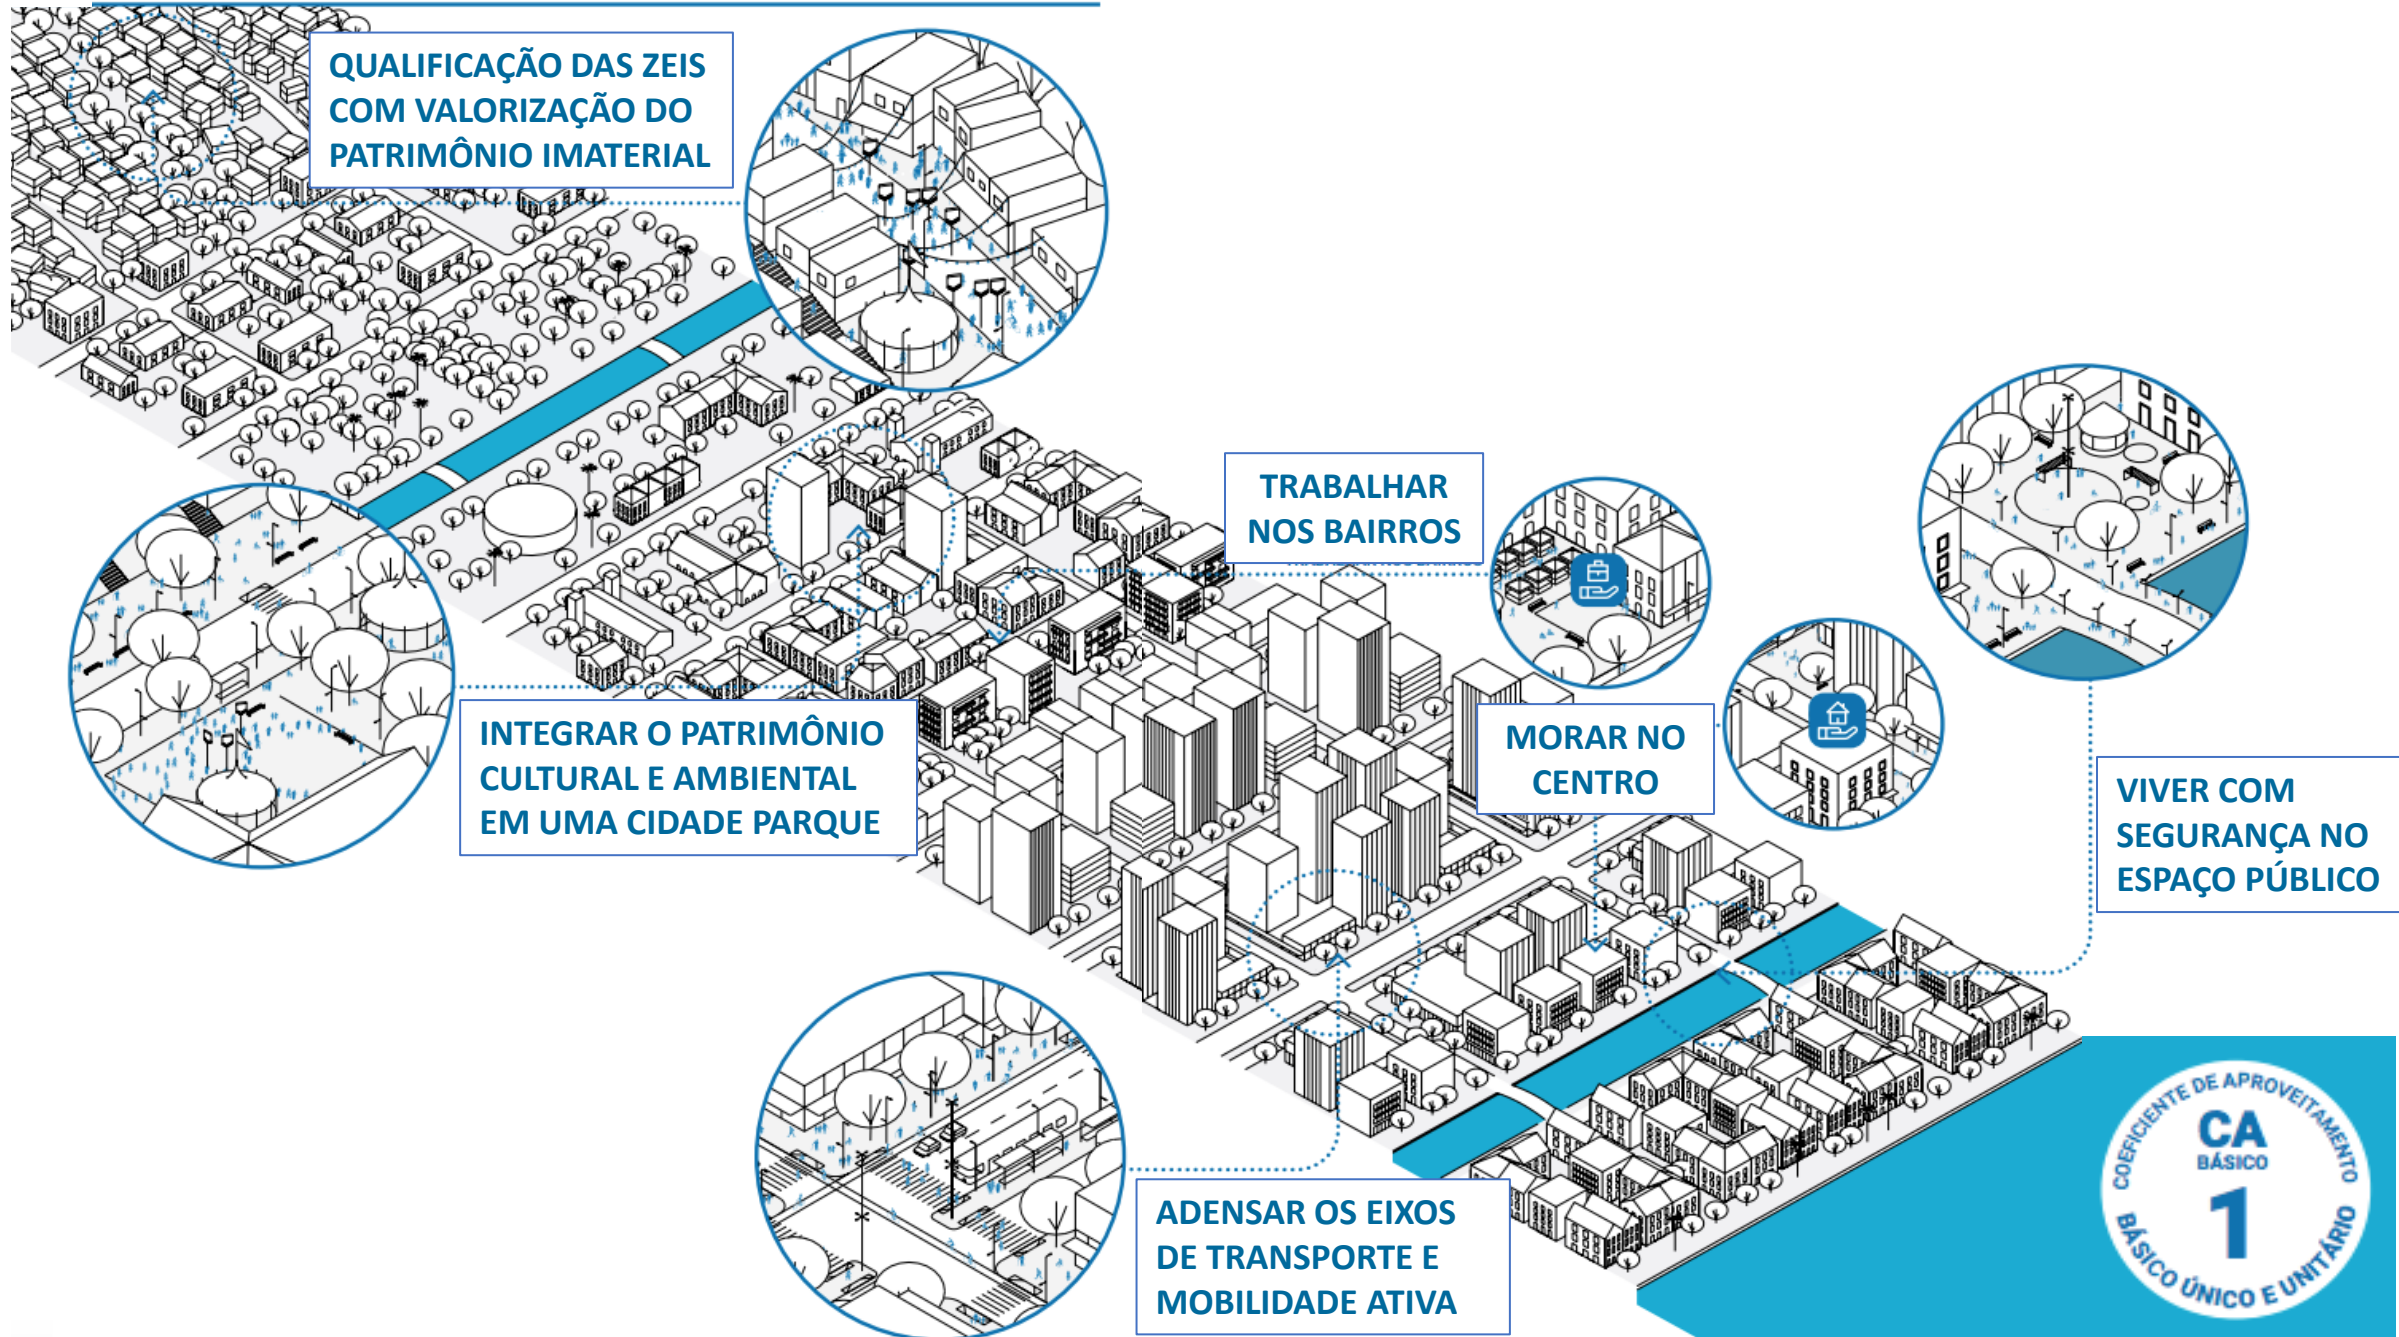 QUALIFICAÇÃO DAS ZEIS
COM VALORIZAÇÃO DO
PATRIMÔNIO IMATERIAL
TRABALHAR
NOS BAIRROS
INTEGRAR O PATRIMÔNIO
CULTURAL E AMBIENTAL
EM UMA CIDADE PARQUE
MORAR NO
CENTRO
VIVER COM
SEGURANÇA NO
ESPAÇO PÚBLICO
ADENSAR OS EIXOS
DE TRANSPORTE E
MOBILIDADE ATIVA
COEFICIENTE DE APROVEITAMENTO
CA
BÁSICO
1
BÁSICO ÚNICO E UNITÁRIO